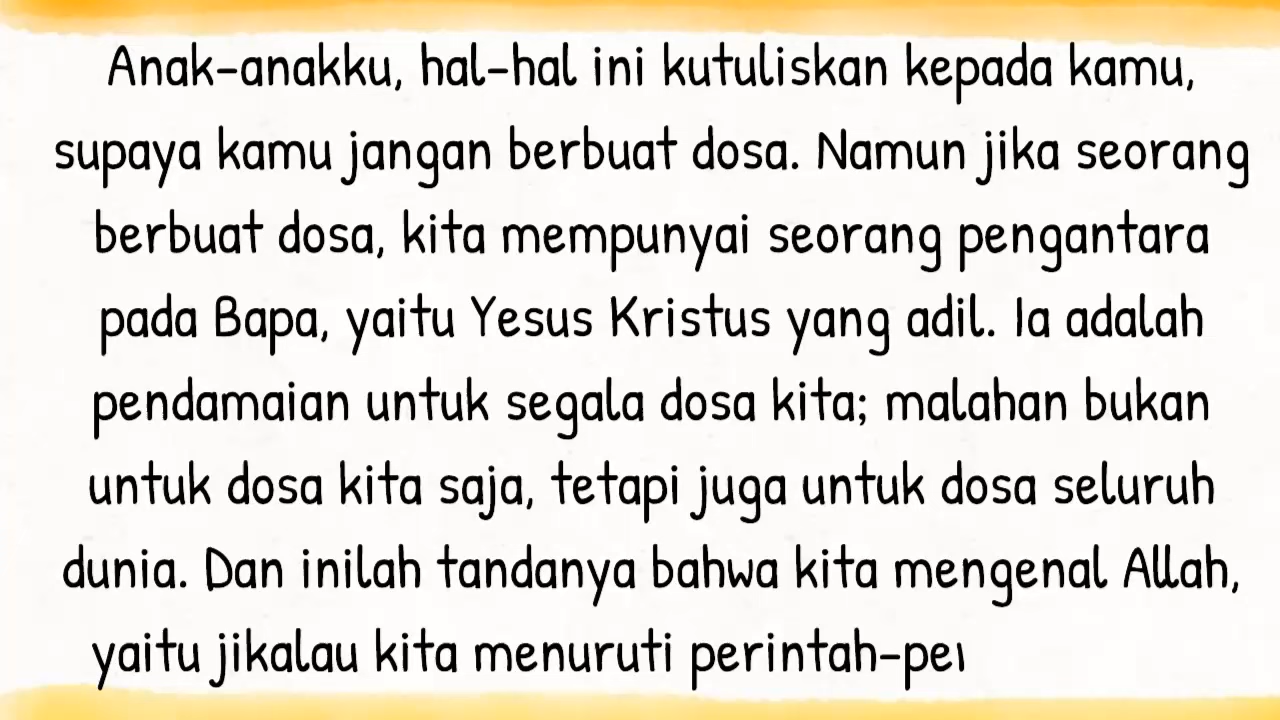 Anak-anakku, hal-hal ini kutuliskan kepada kamu,
supaya kamu jangan berbuat dosa. Namun jika seorang
berbuat dosa, kita mempunyai seorang pengantara
pada Bapa, yaitu Yesus Kristus yang adil. Ia adalah
pendamaian untuk segala dosa kita; malahan bukan
untuk dosa kita saja, tetapi juga untuk dosa seluruh
dunia. Dan inilah tandanya bahwa kita mengenal Allah,
yaitu jikalau kita menuruti perintah-pe